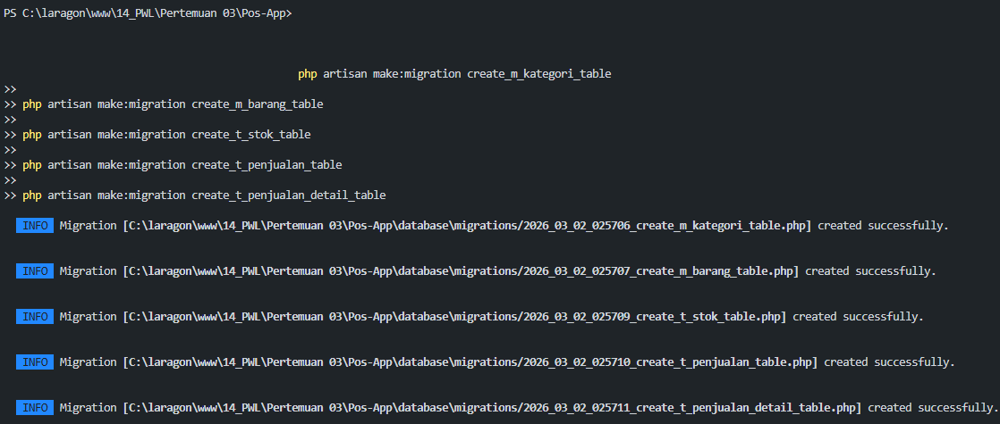 PS C:\laragon\www\14_PWL\Pertemuan 03\Pos-App>
php artisan make:migration create_m_kategori_table
>>
>> php artisan make:migration create_m_barang_table
>>
>> php artisan make:migration create_t_stok_table
>>
>> php artisan make:migration create_t_penjualan_table
>>
>> php artisan make:migration create_t_penjualan_detail_table
INFO Migration [C:\laragon\www\14_PWL\Pertemuan 03\Pos-App\database\migrations/2026_03_02_025706_create_m_kategori_table.php] created successfully.
INFO Migration [C:\laragon\www\14_PWL\Pertemuan 03\Pos-App\database\migrations/2026_03_02_025707_create_m_barang_table.php] created successfully.
INFO Migration [C:\laragon\www\14_PWL\Pertemuan 03\Pos-App\database\migrations/2026_03_02_025709_create_t_stok_table.php] created successfully.
INFO Migration [C:\laragon\www\14_PWL\Pertemuan 03\Pos-App\database\migrations/2026_03_02_025710_create_t_penjualan_table.php] created successfully.
INFO Migration [C:\laragon\www\14_PWL\Pertemuan 03\Pos-App\database\migrations/2026_03_02_025711_create_t_penjualan_detail_table.php] created successfully.